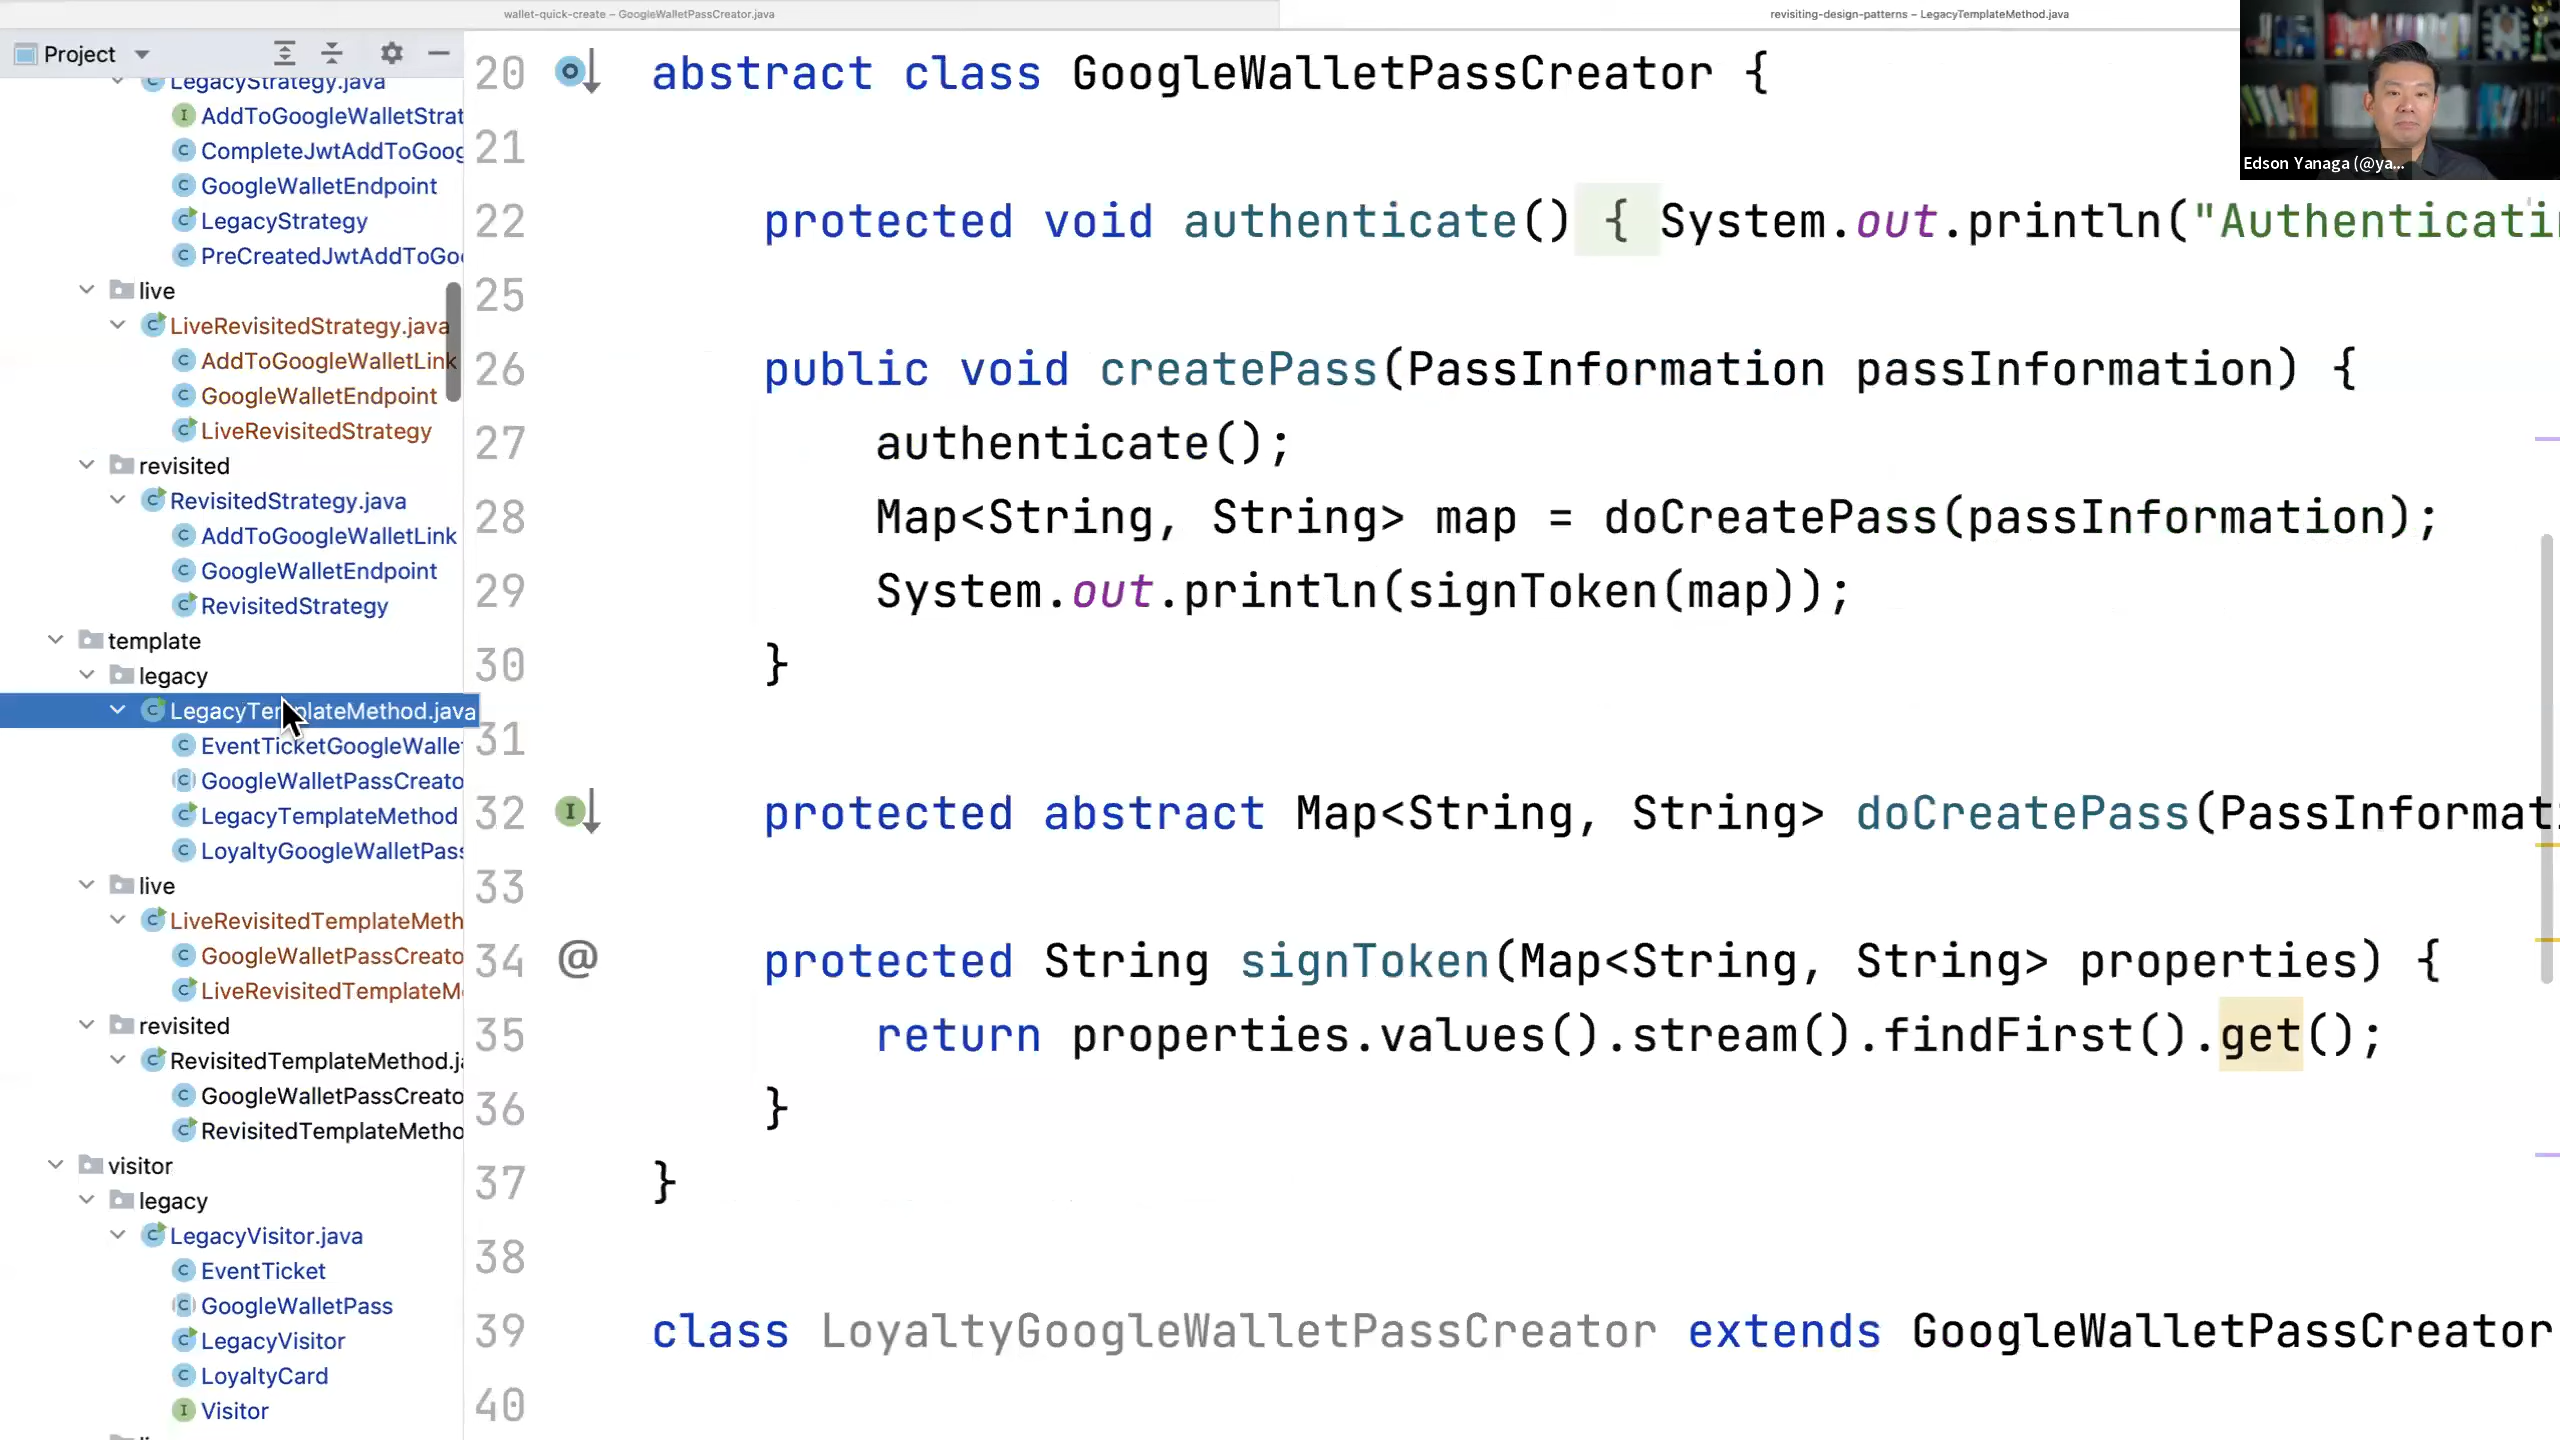 wallet-quick-create – GoogleWalletPassCreator.java
revisiting-design-patterns – LegacyTemplateMethod.java
Project
LegacyStrategy.java
AddToGoogleWalletStrat
CompleteJwtAddToGoog
GoogleWalletEndpoint
LegacyStrategy
PreCreatedJwtAddToGo
live
LiveRevisitedStrategy.java
AddToGoogleWalletLink
GoogleWalletEndpoint
LiveRevisitedStrategy
revisited
RevisitedStrategy.java
AddToGoogleWalletLink
GoogleWalletEndpoint
RevisitedStrategy
template
legacy
LegacyTemplateMethod.java
EventTicketGoogleWallet
GoogleWalletPassCreato
LegacyTemplateMethod
LoyaltyGoogleWalletPass
live
LiveRevisitedTemplateMeth
GoogleWalletPassCreato
LiveRevisitedTemplateM
revisited
RevisitedTemplateMethod.ja
GoogleWalletPassCreato
RevisitedTemplateMetho
visitor
legacy
LegacyVisitor.java
EventTicket
GoogleWalletPass
LegacyVisitor
LoyaltyCard
Visitor
20 abstract class GoogleWalletPassCreator {
21
22 protected void authenticate() { System.out.println("Authenticatin
25
26 public void createPass(PassInformation passInformation) {
27 authenticate();
28 Map<String, String> map = doCreatePass(passInformation);
29 System.out.println(signToken(map));
30 }
31
32 protected abstract Map<String, String> doCreatePass(PassInformat
33
34 @ protected String signToken(Map<String, String> properties) {
35 return properties.values().stream().findFirst().get();
36 }
37 }
38
39 class LoyaltyGoogleWalletPassCreator extends GoogleWalletPassCreator
40
Edson Yanaga (@ya...